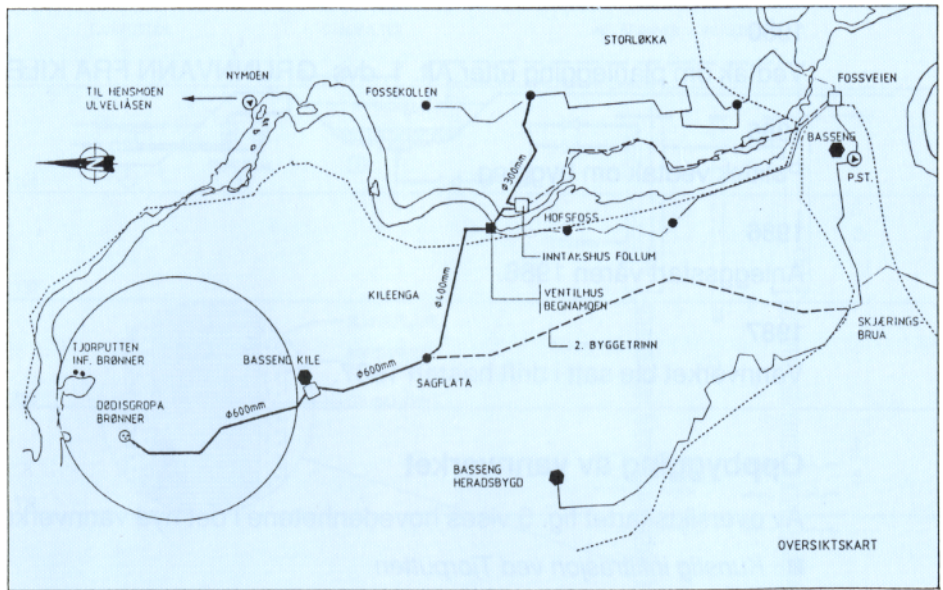 STORLØKKA
FOSSVEIEN
NYMOEN
FOSSEKOLLEN
TIL HENSMOEN
ULVELIÅSEN
BASSENG
P.ST.
ø300mm
HOFSFOSS
INNTAKSHUS FOLLUM
KILEENGA
ø400mm
VENTILHUS
BEGNAMOEN
2. BYGGETRINN
SKJÆRINGS-
BRUA
TJORPUTTEN
INF. BRØNNER
BASSENG KILE
ø600mm
SAGFLATA
DØDISGROPA
BRØNNER
ø600mm
BASSENG
HERADSBYGD
OVERSIKTSKART
1986
1987
Oppbygging av vannverket